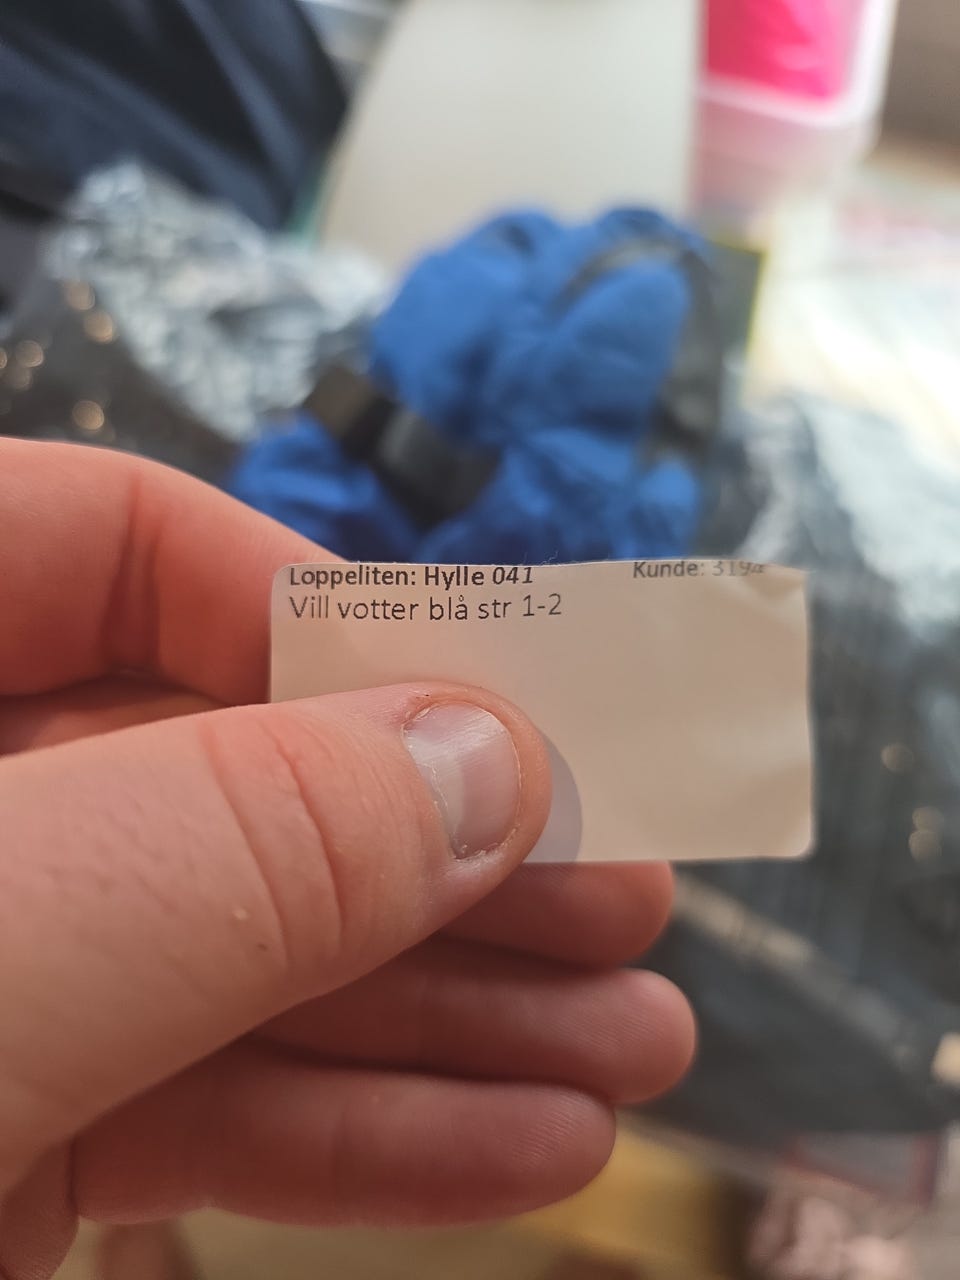 Loppeliten: Hylle 041 Kunde:
Vill votter blå str 1-2